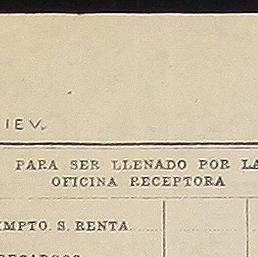 IEV.
PARA SER LLENADO POR LA
OFICINA RECEPTORA
IMPTO. S. RENTA